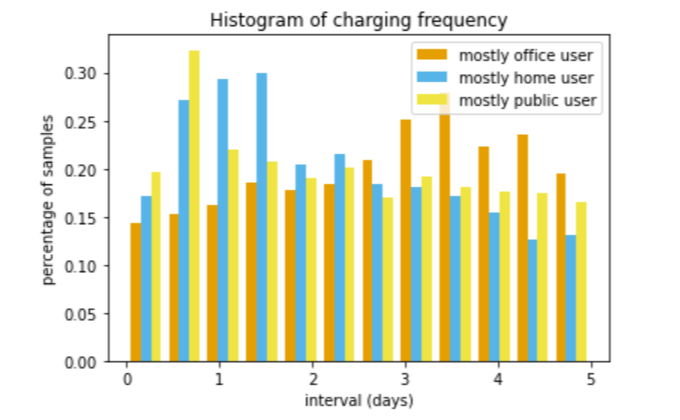 Histogram of charging frequency
mostly office user
mostly home user
mostly public user
percentage of samples
0.30
0.25
0.20
0.15
0.10
0.05
0.00
0 1 2 3 4 5
interval (days)